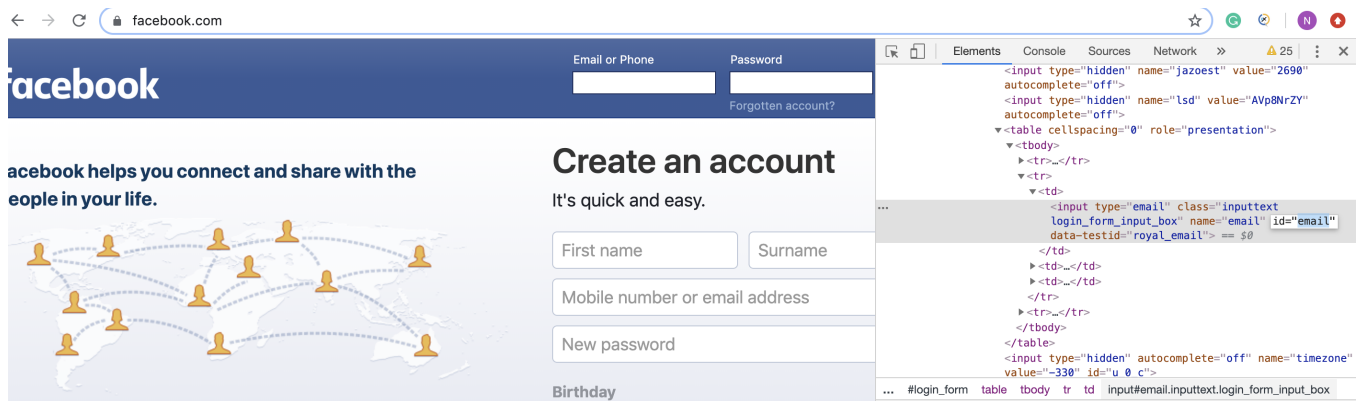 facebook.com
N
Email or Phone
Password
facebook
Forgotten account?
acebook helps you connect and share with the
eople in your life.
Create an account
It's quick and easy.
First name
Surname
Mobile number or email address
New password
Birthday
Elements Console Sources Network » 25
<input type="hidden" name="jazoest" value="2690"
autocomplete="off">
<input type="hidden" name="lsd" value="AVp8NrZY"
autocomplete="off">
▼<table cellspacing="0" role="presentation">
▼<tbody>
▶<tr>…</tr>
▼<tr>
▼<td>
<input type="email" class="inputtext
login_form_input_box" name="email" id="email"
data-testid="royal_email"> == $0
</td>
▶<td>…</td>
▶<td>…</td>
</tr>
▶<tr>…</tr>
</tbody>
</table>
<input type="hidden" autocomplete="off" name="timezone"
value="-330" id="u_0_c">
... #login_form table tbody tr td input#email.inputtext.login_form_input_box